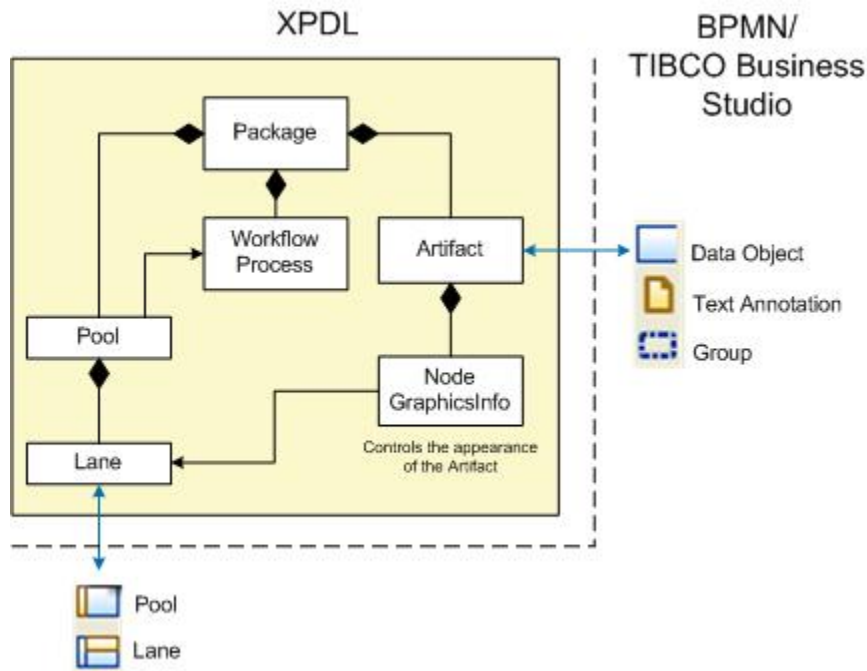 XPDL
BPMN/
TIBCO Business
Studio
Package
Workflow
Process
Artifact
Data Object
Text Annotation
Group
Pool
Node
GraphicsInfo
Controls the appearance
of the Artifact
Lane
Pool
Lane